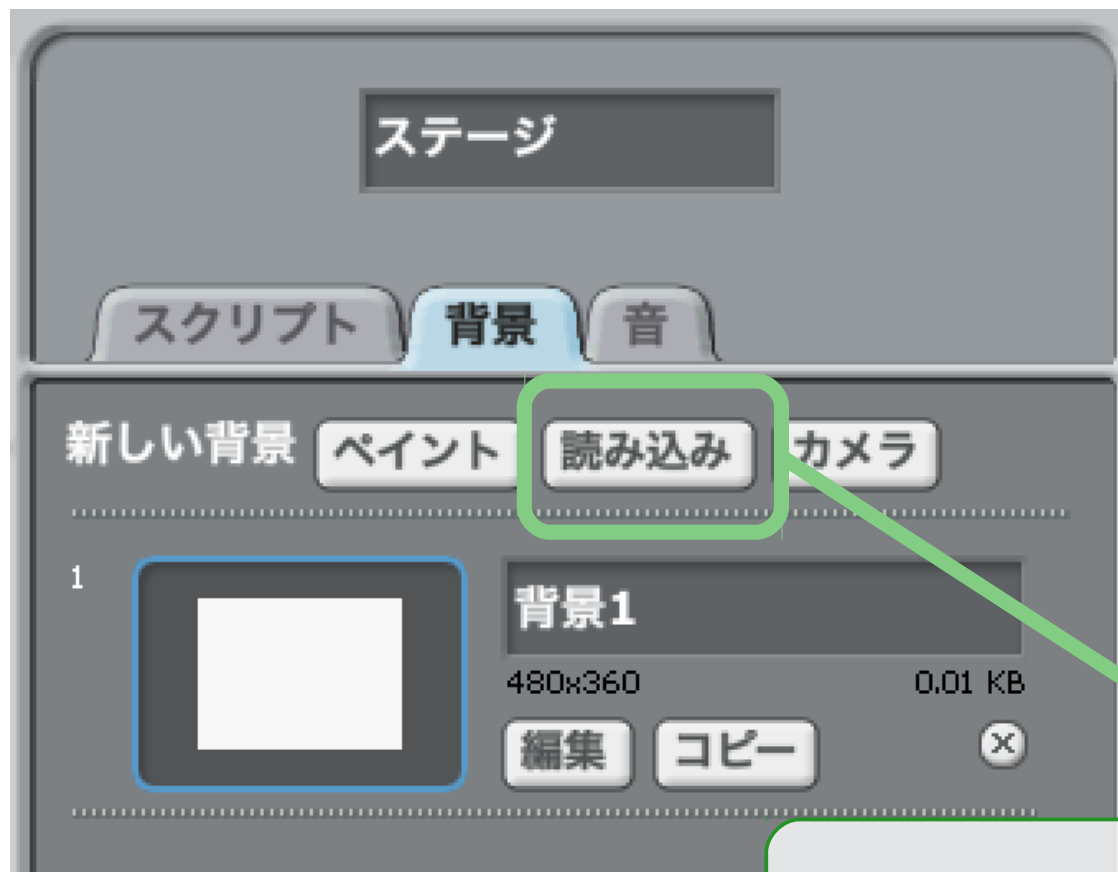 ステージ
スクリプト 背景 音
新しい背景 ペイント 読み込み カメラ
1
背景1
480x360 0.01 KB
編集 コピー